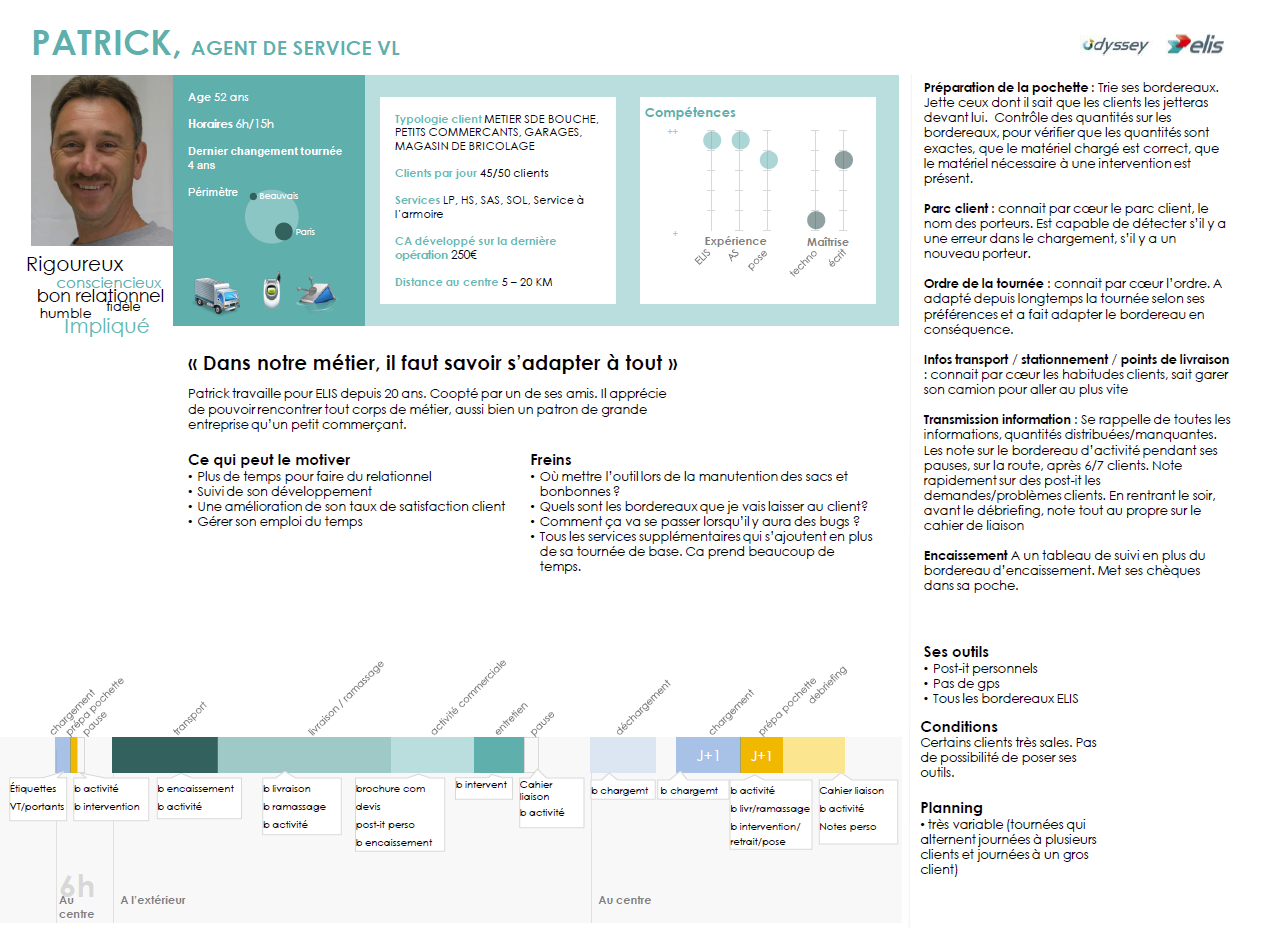 PATRICK, AGENT DE SERVICE VL
Odyssey
elis
Age 52 ans
Horaires 6h/15h
Dernier changement tournée
4 ans
Périmètre
Beauvais
Paris
Rigoureux
consciencieux
bon relationnel
humble
fidèle
Impliqué
Typologie client METIER SDE BOUCHE,
PETITS COMMERCANTS, GARAGES,
MAGASIN DE BRICOLAGE
Clients par jour 45/50 clients
Services LP, HS, SAS, SOL, Service à
l’armoire
CA développé sur la dernière
opération 250€
Distance au centre 5 – 20 KM
Compétences
++
+
Expérience
Maîtrise
ELIS
AS
pose
techno
écrit
« Dans notre métier, il faut savoir s’adapter à tout »
Patrick travaille pour ELIS depuis 20 ans. Coopté par un de ses amis. Il apprécie
de pouvoir rencontrer tout corps de métier, aussi bien un patron de grande
entreprise qu’un petit commerçant.
Ce qui peut le motiver
• Plus de temps pour faire du relationnel
• Suivi de son développement
• Une amélioration de son taux de satisfaction client
• Gérer son emploi du temps
Freins
• Où mettre l’outil lors de la manutention des sacs et
bonbonnes ?
• Quels sont les bordereaux que je vais laisser au client?
• Comment ça va se passer lorsqu’il y aura des bugs ?
• Tous les services supplémentaires qui s’ajoutent en plus
de sa tournée de base. Ca prend beaucoup de
temps.
Préparation de la pochette : Trie ses bordereaux.
Jette ceux dont il sait que les clients les jetteras
devant lui. Contrôle des quantités sur les
bordereaux, pour vérifier que les quantités sont
exactes, que le matériel chargé est correct, que
le matériel nécessaire à une intervention est
présent.
Parc client : connait par cœur le parc client, le
nom des porteurs. Est capable de détecter s’il y a
une erreur dans le chargement, s’il y a un
nouveau porteur.
Ordre de la tournée : connait par cœur l’ordre. A
adapté depuis longtemps la tournée selon ses
préférences et a fait adapter le bordereau en
conséquence.
Infos transport / stationnement / points de livraison
: connait par cœur les habitudes clients, sait garer
son camion pour aller au plus vite
Transmission information : Se rappelle de toutes les
informations, quantités distribuées/manquantes.
Les note sur le bordereau d’activité pendant ses
pauses, sur la route, après 6/7 clients. Note
rapidement sur des post-it les
demandes/problèmes clients. En rentrant le soir,
avant le débriefing, note tout au propre sur le
cahier de liaison
Encaissement A un tableau de suivi en plus du
bordereau d’encaissement. Met ses chèques
dans sa poche.
Ses outils
• Post-it personnels
• Pas de gps
• Tous les bordereaux ELIS
Conditions
Certains clients très sales. Pas
de possibilité de poser ses
outils.
Planning
• très variable (tournées qui
alternent journées à plusieurs
clients et journées à un gros
client)
chargement
prépa pochette
pause
transport
livraison / ramassage
activité commerciale
entretien
pause
déchargement
chargement
prépa pochette
debriefing
J+1
J+1
Étiquettes
VT/portants
b activité
b intervention
b encaissement
b activité
b livraison
b ramassage
b activité
brochure com
devis
post-it perso
b encaissement
b intervent
Cahier
liaison
b activité
b chargemt
b chargemt
b activité
b livr/ramassage
b intervention/
retrait/pose
Cahier liaison
b activité
Notes perso
6h
Au
centre
A l’extérieur
Au centre